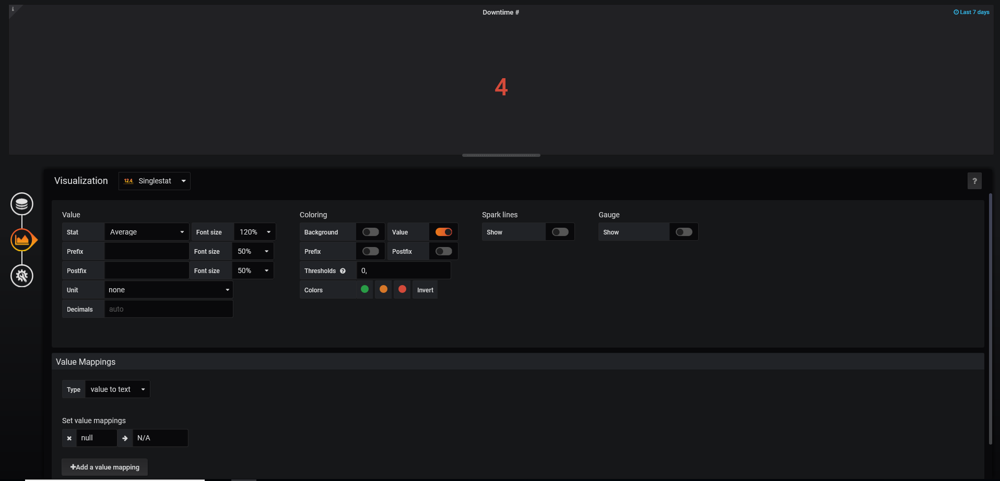 i
Downtime #
Last 7 days
4
Visualization 12.4 Singlestat
?
Value Coloring Spark lines Gauge
Stat Average Font size 120% Background Value Show Show
Prefix Font size 50% Prefix Postfix
Postfix Font size 50% Thresholds ? 0,
Unit none Colors Invert
Decimals auto
Value Mappings
Type value to text
Set value mappings
null N/A
+Add a value mapping